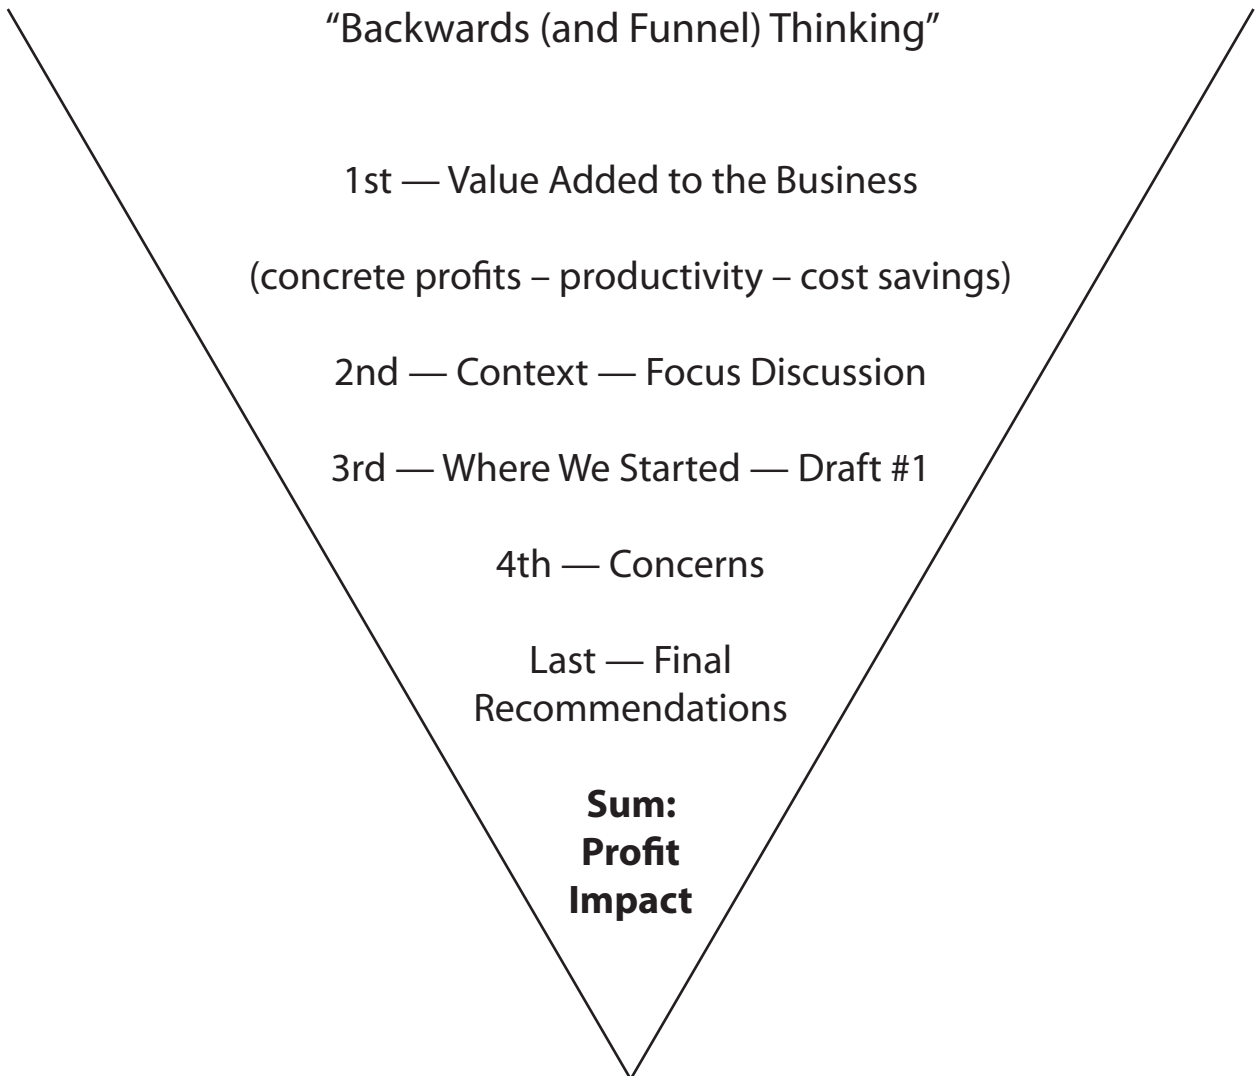 “Backwards (and Funnel) Thinking”
1st — Value Added to the Business
(concrete profits – productivity – cost savings)
2nd — Context — Focus Discussion
3rd — Where We Started — Draft #1
4th — Concerns
Last — Final
Recommendations
Sum:
Profit
Impact